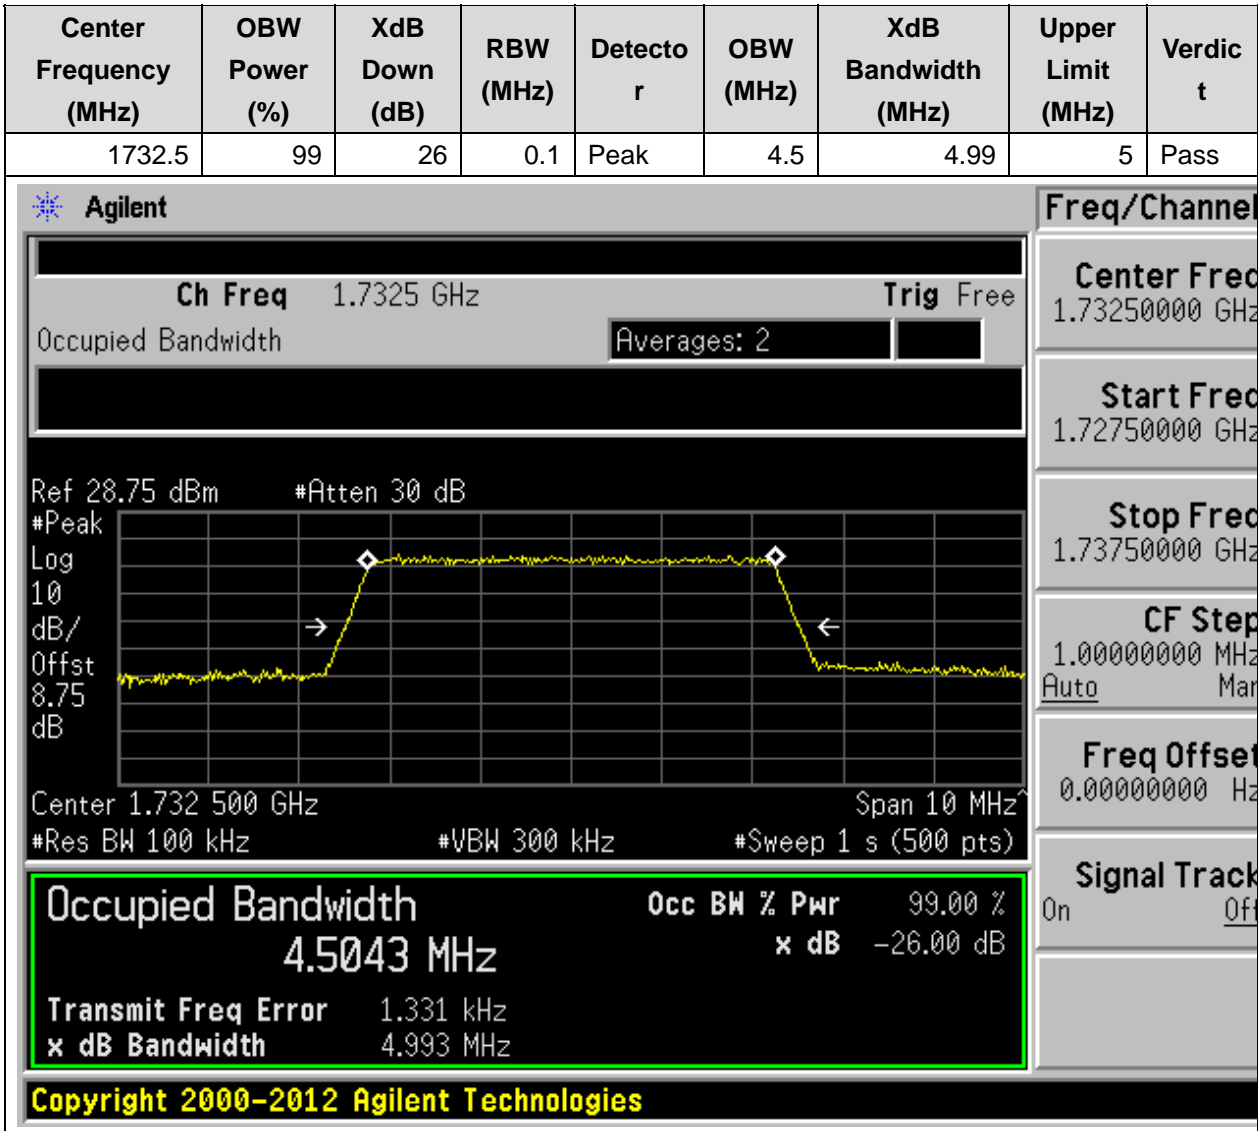 Center Frequency (MHz) OBW Power (%) XdB Down (dB) RBW (MHz) Detecto r OBW (MHz) XdB Bandwidth (MHz) Upper Limit (MHz) Verdic t
1732.5 99 26 0.1 Peak 4.5 4.99 5 Pass
Agilent
Freq/Channel
Ch Freq 1.7325 GHz Trig Free
Occupied Bandwidth Averages: 2
Center Freq
1.73250000 GHz
Start Freq
1.72750000 GHz
Stop Freq
1.73750000 GHz
CF Step
1.00000000 MHz
Auto Man
Freq Offset
0.00000000 Hz
Signal Track
On Off
Ref 28.75 dBm #Atten 30 dB
#Peak
Log
10
dB/
Offst
8.75
dB
Center 1.732 500 GHz Span 10 MHz^
#Res BW 100 kHz #VBW 300 kHz #Sweep 1 s (500 pts)
Occupied Bandwidth Occ BW % Pwr 99.00 %
4.5043 MHz x dB -26.00 dB
Transmit Freq Error 1.331 kHz
x dB Bandwidth 4.993 MHz
Copyright 2000-2012 Agilent Technologies